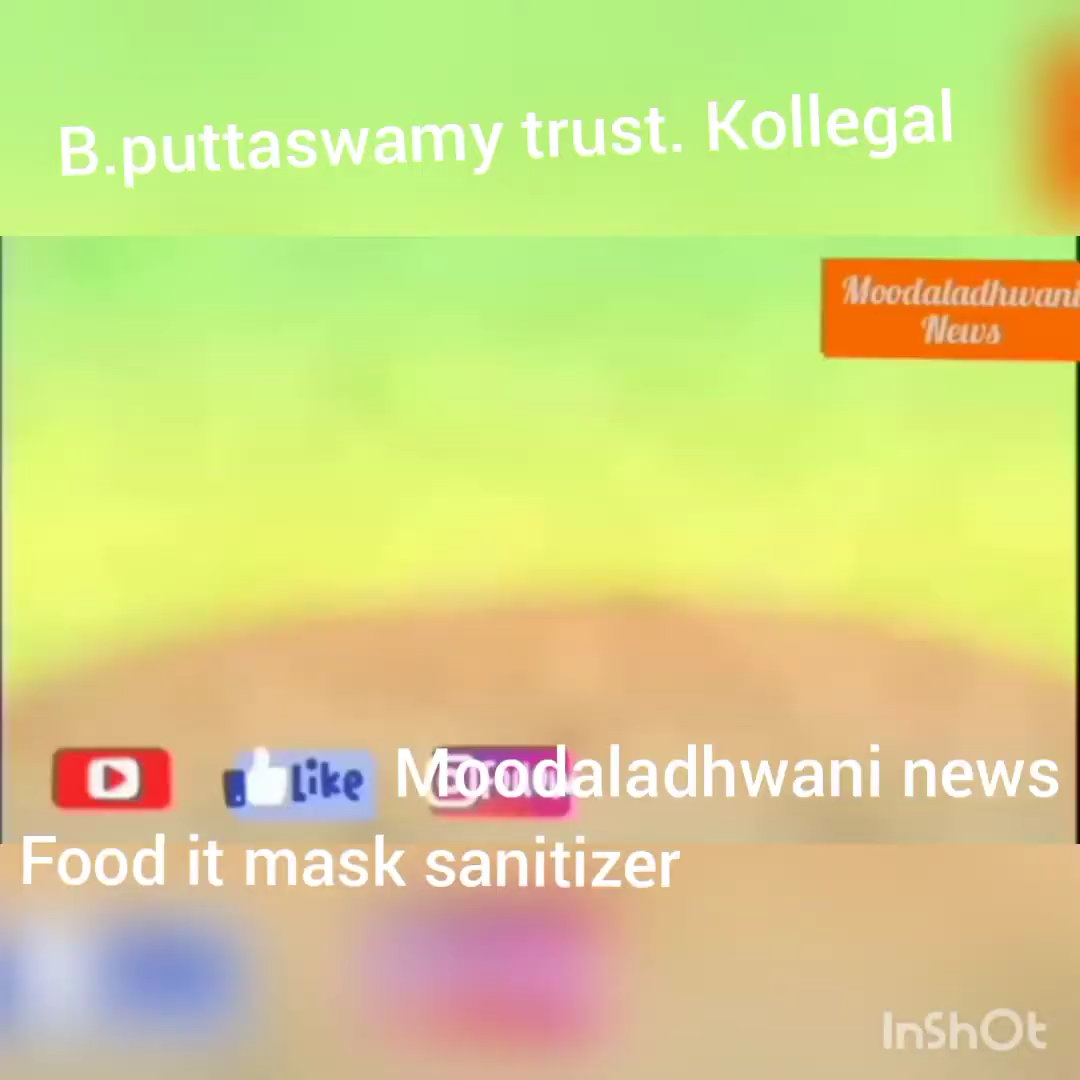 B.puttaswamy trust. Kollegal
Moodaladhwani
News
Like
Moodaladhwani news
Food it mask sanitizer
InShOt